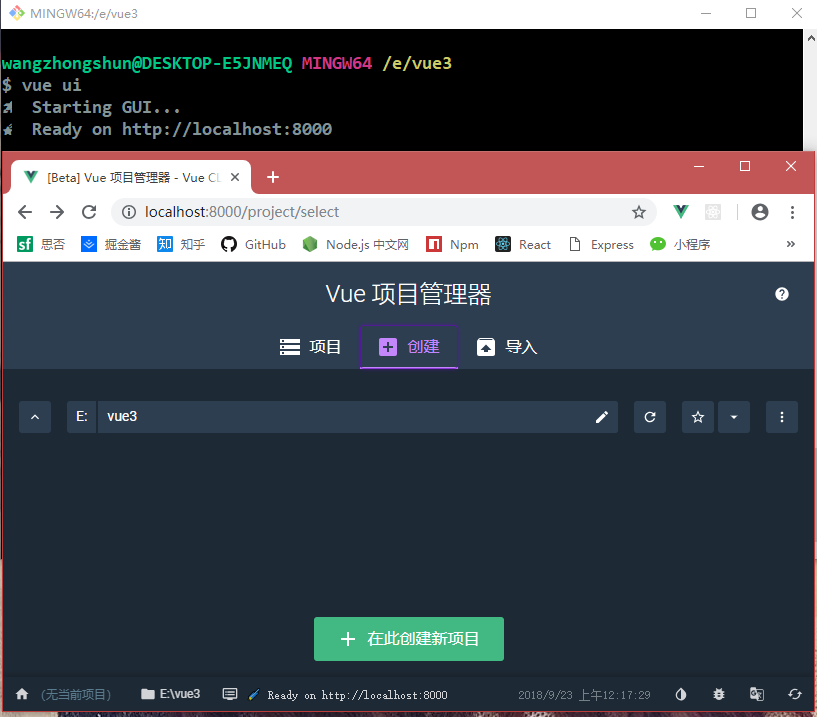 MINGW64:/e/vue3
wangzhongshun@DESKTOP-E5JNMEQ MINGW64 /e/vue3
$ vue ui
Starting GUI...
Ready on http://localhost:8000
[Beta] Vue 项目管理器 - Vue CL
localhost:8000/project/select
sf 思否 掘金酱 知 知乎 GitHub Node.js 中文网 Npm React Express 小程序 »
Vue 项目管理器
项目 创建 导入
E: vue3
在此创建新项目
(无当前项目) E:\vue3 Ready on http://localhost:8000 2018/9/23 上午12:17:29